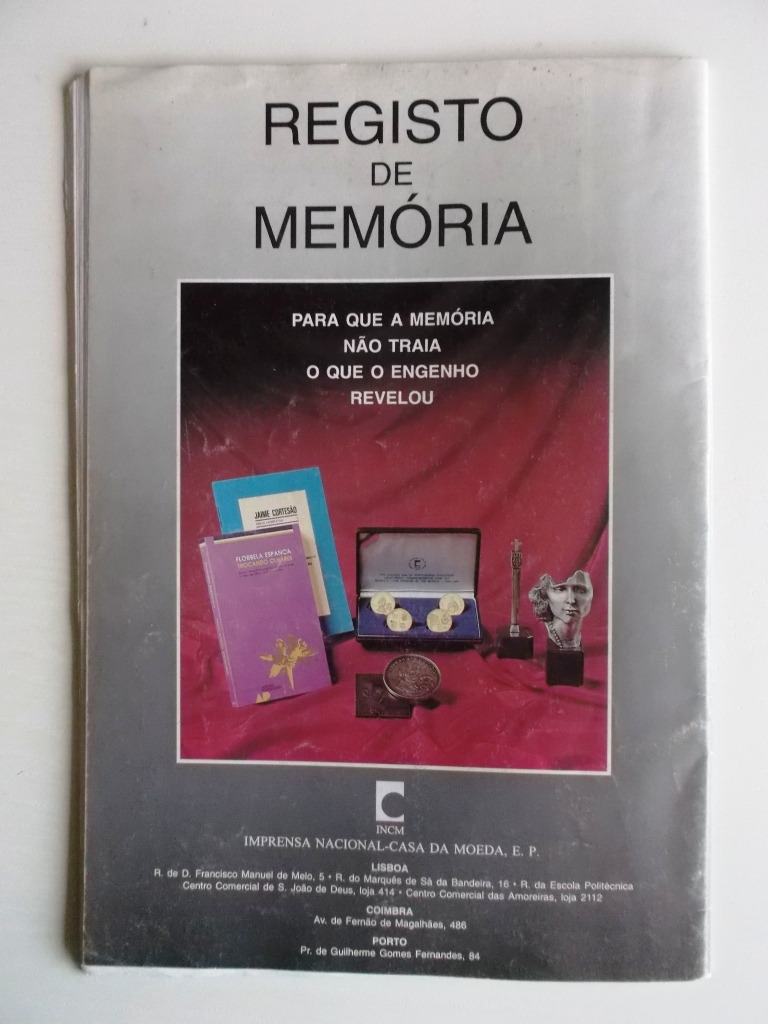 REGISTO
DE
MEMÓRIA
PARA QUE A MEMÓRIA
NÃO TRAIA
O QUE O ENGENHO
REVELOU
JAIME CORTESÃO
FLORBELA ESPANCA
TROCANDO OLHARES
INCM
IMPRENSA NACIONAL-CASA DA MOEDA, E. P.
LISBOA
R. de D. Francisco Manuel de Melo, 5 • R. do Marquês de Sá da Bandeira, 16 • R. da Escola Politécnica
Centro Comercial de S. João de Deus, loja 414 • Centro Comercial das Amoreiras, loja 2112
COIMBRA
Av. de Fernão de Magalhães, 486
PORTO
Pr. de Guilherme Gomes Fernandes, 84